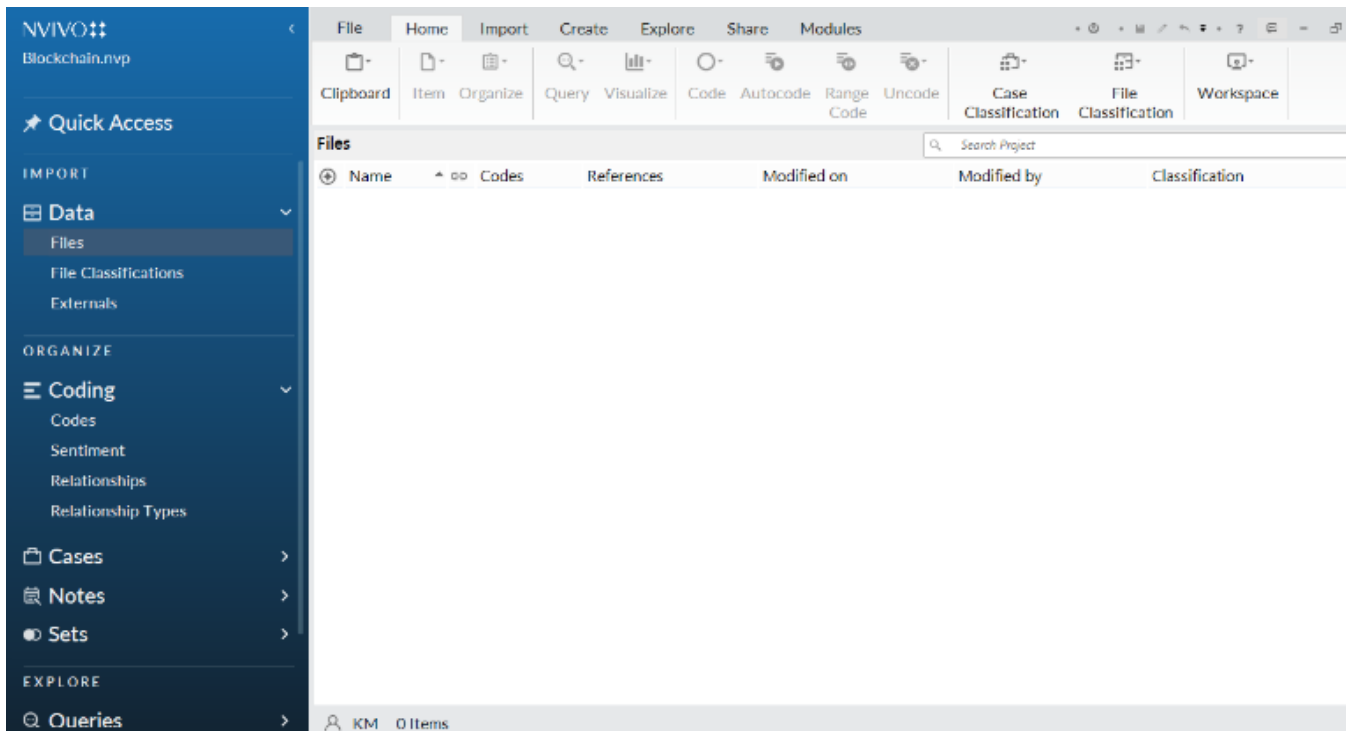 NVIVO
Blockchain.nvp
Quick Access
IMPORT
Data
Files
File Classifications
Externals
ORGANIZE
Coding
Codes
Sentiment
Relationships
Relationship Types
Cases
Notes
Sets
EXPLORE
Queries
File Home Import Create Explore Share Modules ?
Clipboard Item Organize Query Visualize Code Autocode Range Code Uncode Case Classification File Classification Workspace
Files Search Project
Name Codes References Modified on Modified by Classification
KM 0 Items